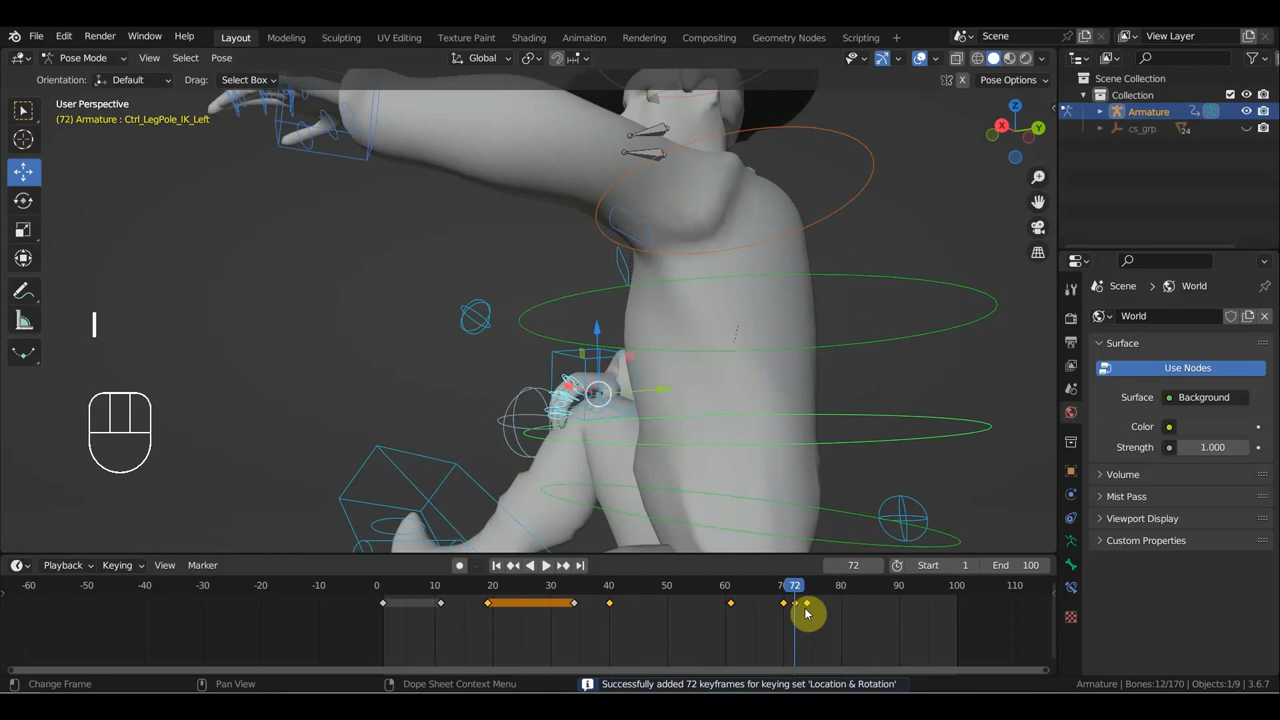 File Edit Render Window Help Layout Modeling Sculpting UV Editing Texture Paint Shading Animation Rendering Compositing Geometry Nodes Scripting + Scene View Layer
Pose Mode View Select Pose Global
Orientation: Default Drag: Select Box X Pose Options
User Perspective
(72) Armature : Ctrl_LegPole_IK_Left
Z
X
Y
I
Scene Collection
Collection
Armature
cs_grp 24
Scene > World
World
Surface
Use Nodes
Surface Background
Color
Strength 1.000
Volume
Mist Pass
Viewport Display
Custom Properties
Playback Keying View Marker 72 Start 1 End 100
-60 -50 -40 -30 -20 -10 0 10 20 30 40 50 60 72 80 90 100 110
Change Frame Pan View Dope Sheet Context Menu Successfully added 72 keyframes for keying set 'Location & Rotation' Armature | Bones:12/170 | Objects:1/9 | 3.6.7